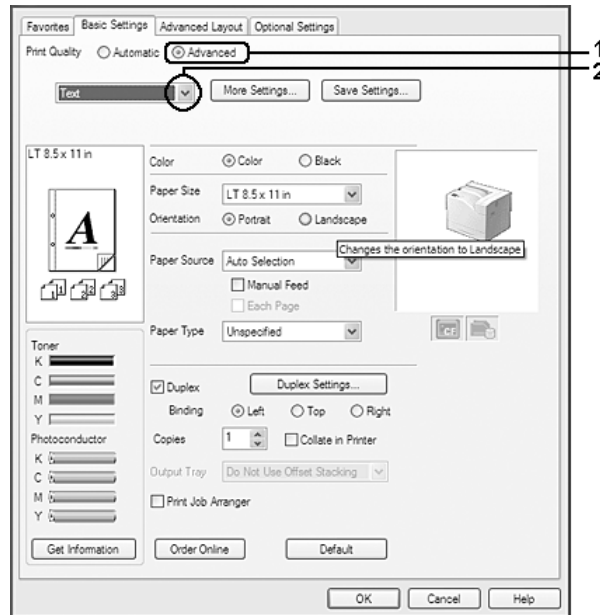 Favorites Basic Settings Advanced Layout Optional Settings
Print Quality Automatic Advanced 1
2
Text More Settings... Save Settings...
LT 8.5 x 11 in
Color Color Black
Paper Size LT 8.5 x 11 in
Orientation Portrait Landscape
Changes the orientation to Landscape
A
Paper Source Auto Selection
Manual Feed
Each Page
Paper Type Unspecified
Toner
K
C
M
Y
Duplex Duplex Settings...
Binding Left Top Right
Photoconductor
K
C
M
Y
Copies 1 Collate in Printer
Output Tray Do Not Use Offset Stacking
Print Job Arranger
Get Information Order Online Default
OK Cancel Help